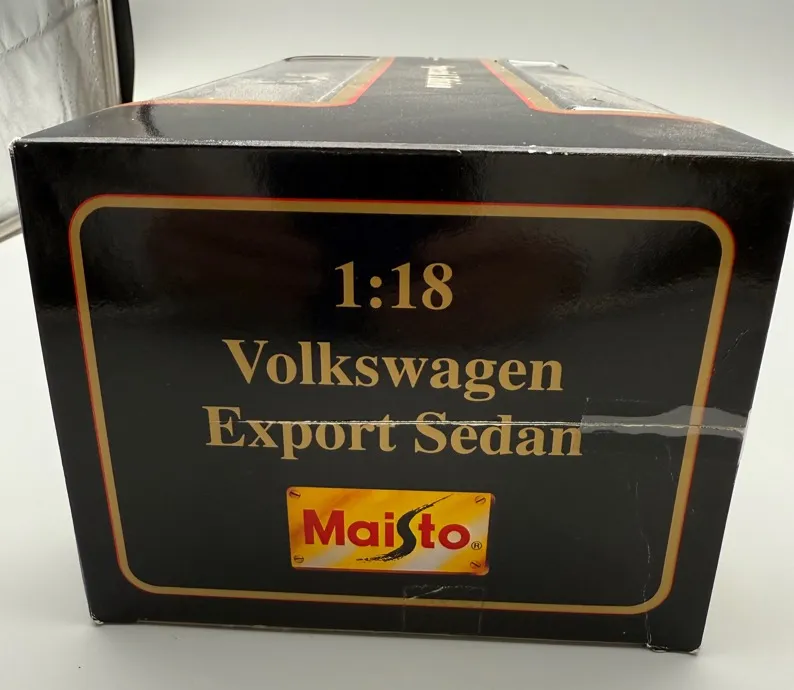 1:18
Volkswagen
Export Sedan
Maisto®